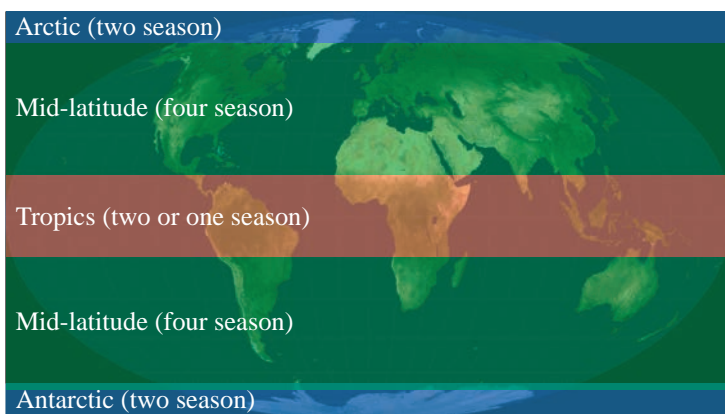 Arctic (two season)
Mid-latitude (four season)
Tropics (two or one season)
Mid-latitude (four season)
Antarctic (two season)